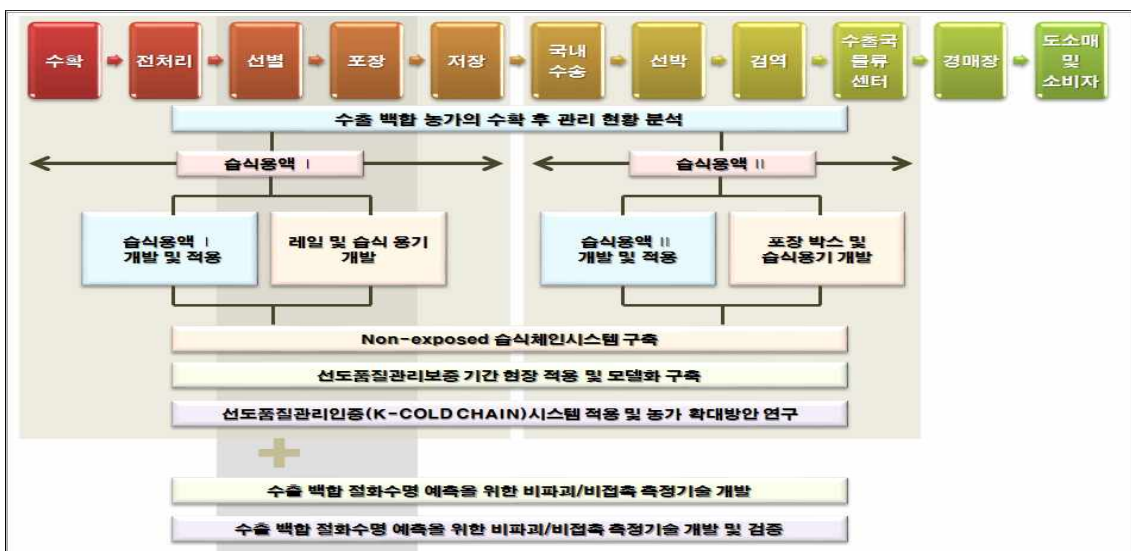 수확
전처리
선별
포장
저장
국내
수송
선박
검역
수출국
물류
센터
경매장
도소매
및
소비자
수출 백합 농가의 수확 후 관리 현황 분석
습식용액 Ⅰ
습식용액 Ⅱ
습식용액 Ⅰ
개발 및 적용
레일 및 습식 용기
개발
습식용액 Ⅱ
개발 및 적용
포장 박스 및
습식용기 개발
Non-exposed 습식체인시스템 구축
선도품질관리보증 기간 현장 적용 및 모델화 구축
선도품질관리인증(K-COLD CHAIN)시스템 적용 및 농가 확대방안 연구
수출 백합 절화수명 예측을 위한 비파괴/비접촉 측정기술 개발
수출 백합 절화수명 예측을 위한 비파괴/비접촉 측정기술 개발 및 검증